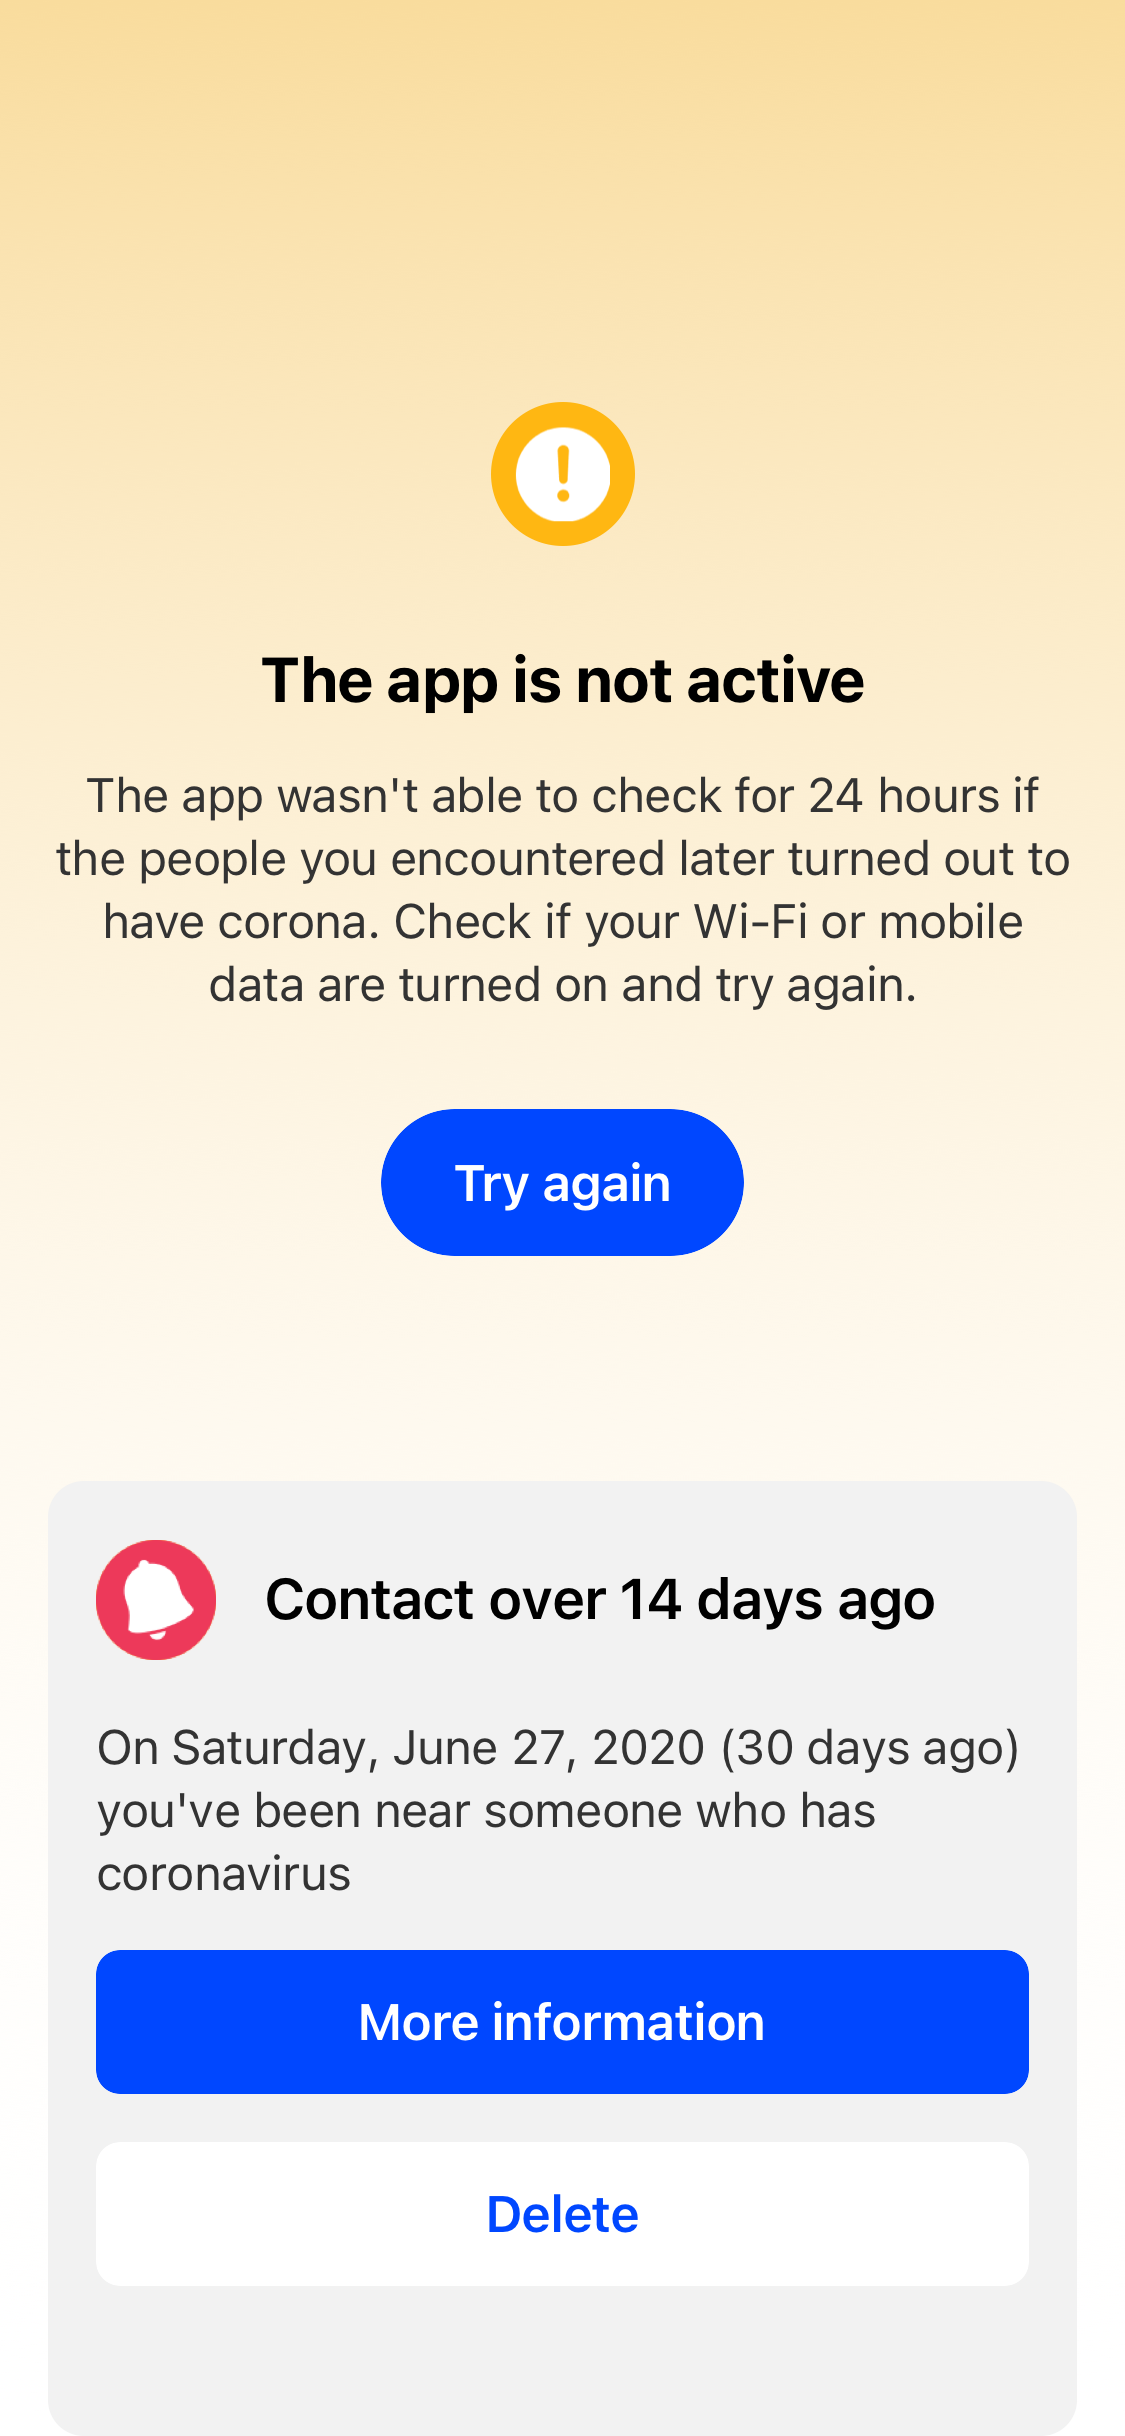 The app is not active
The app wasn't able to check for 24 hours if
the people you encountered later turned out to
have corona. Check if your Wi-Fi or mobile
data are turned on and try again.
Try again
Contact over 14 days ago
On Saturday, June 27, 2020 (30 days ago)
you've been near someone who has
coronavirus
More information
Delete